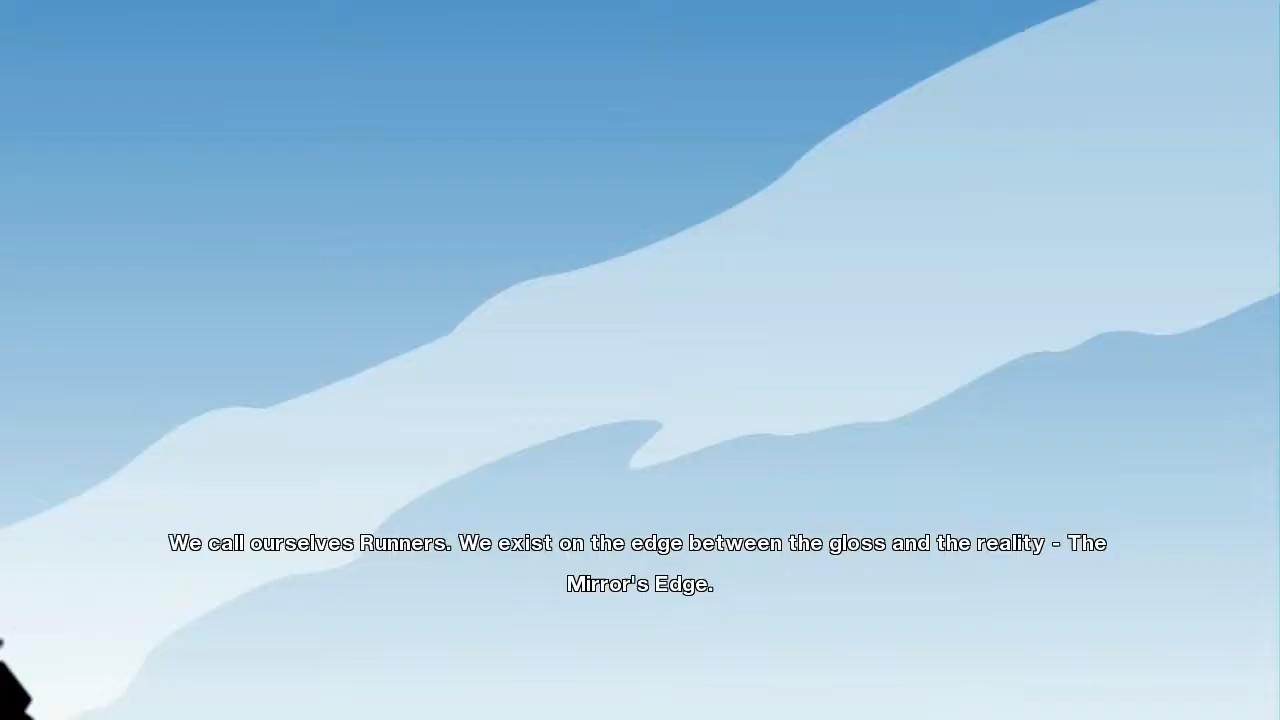 We call ourselves Runners. We exist on the edge between the gloss and the reality - The
Mirror's Edge.